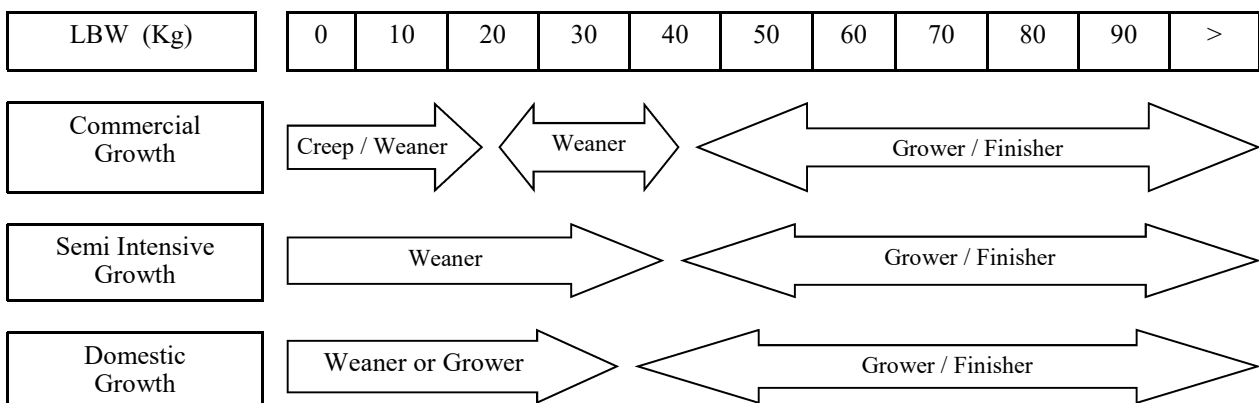 LBW (Kg) 0 10 20 30 40 50 60 70 80 90 >
Commercial
Growth
Creep / Weaner
Weaner
Grower / Finisher
Semi Intensive
Growth
Weaner
Grower / Finisher
Domestic
Growth
Weaner or Grower
Grower / Finisher